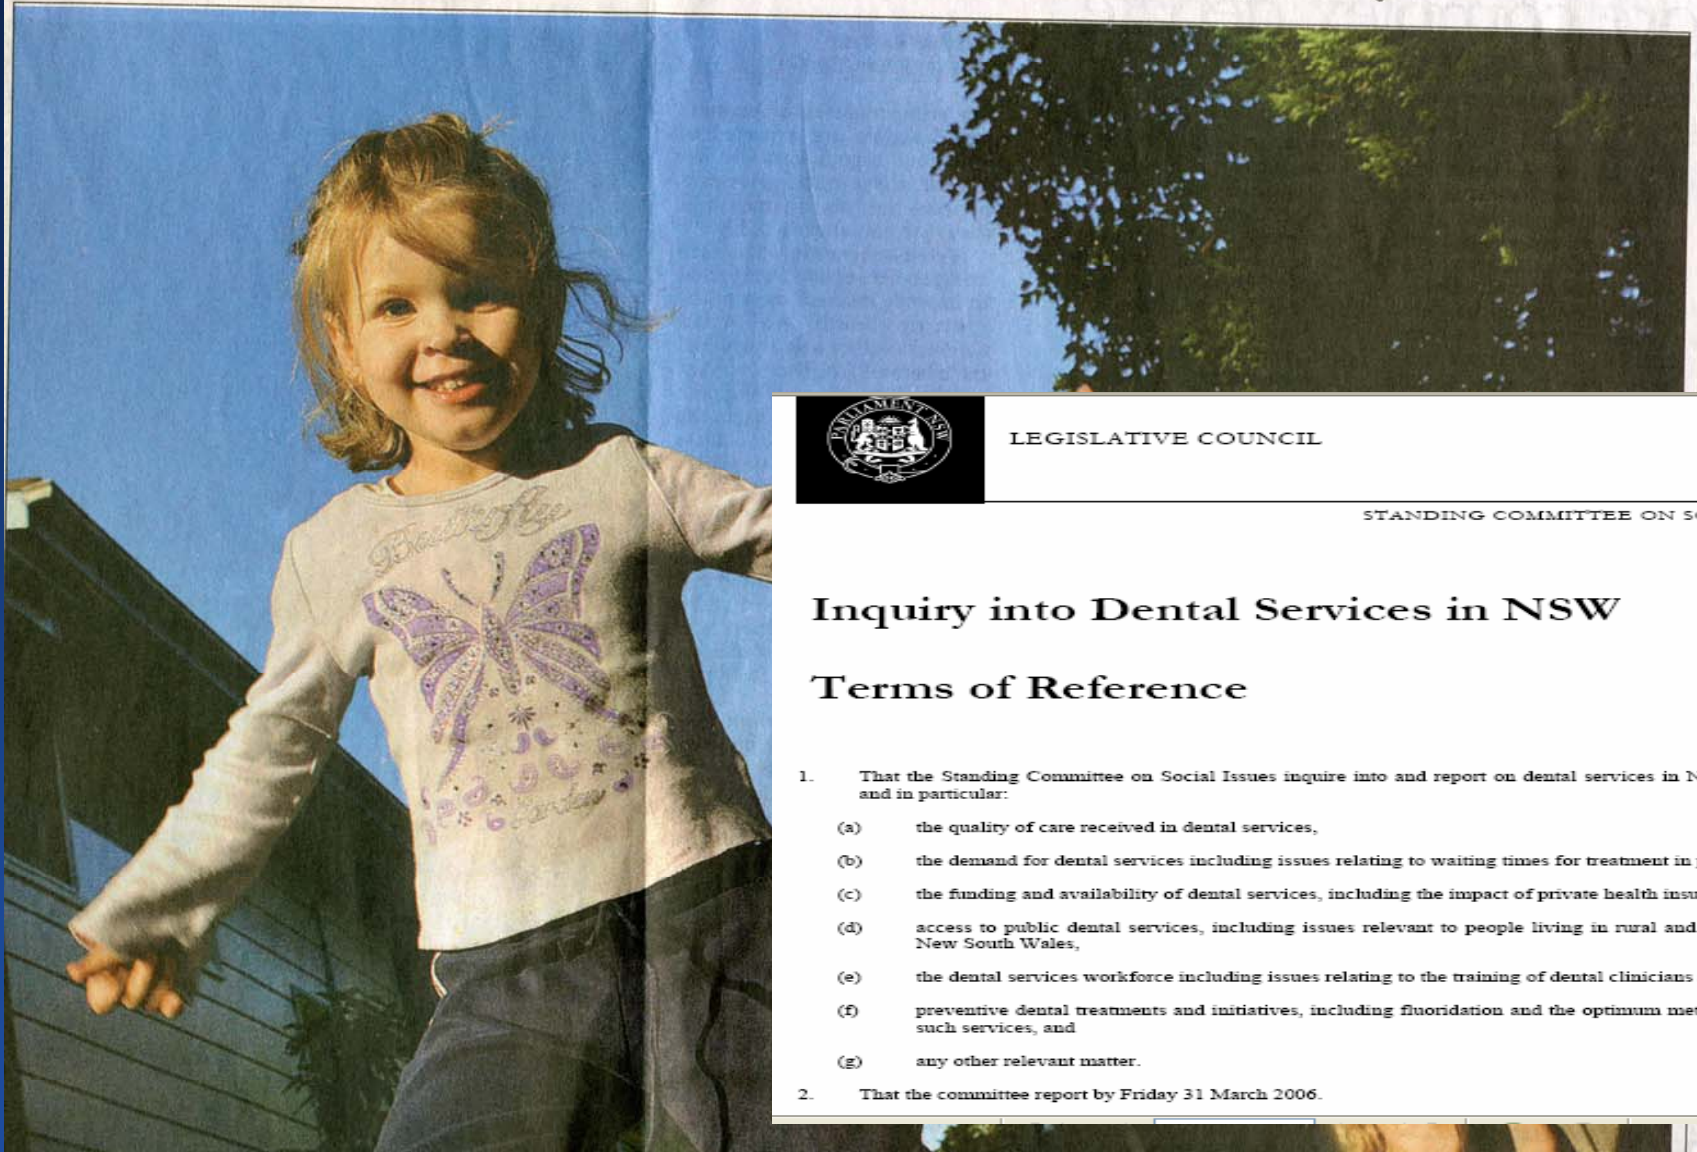 Butterfly
Garden
PARLIAMENT NSW
LEGISLATIVE COUNCIL
STANDING COMMITTEE ON
Inquiry into Dental Services in NSW
Terms of Reference
1. That the Standing Committee on Social Issues inquire into and report on dental services in
and in particular:
(a) the quality of care received in dental services,
(b) the demand for dental services including issues relating to waiting times for treatment in
(c) the funding and availability of dental services, including the impact of private health
(d) access to public dental services, including issues relevant to people living in rural and
New South Wales,
(e) the dental services workforce including issues relating to the training of dental clinicians
(f) preventive dental treatments and initiatives, including fluoridation and the optimum
such services, and
(g) any other relevant matter.
2. That the committee report by Friday 31 March 2006.